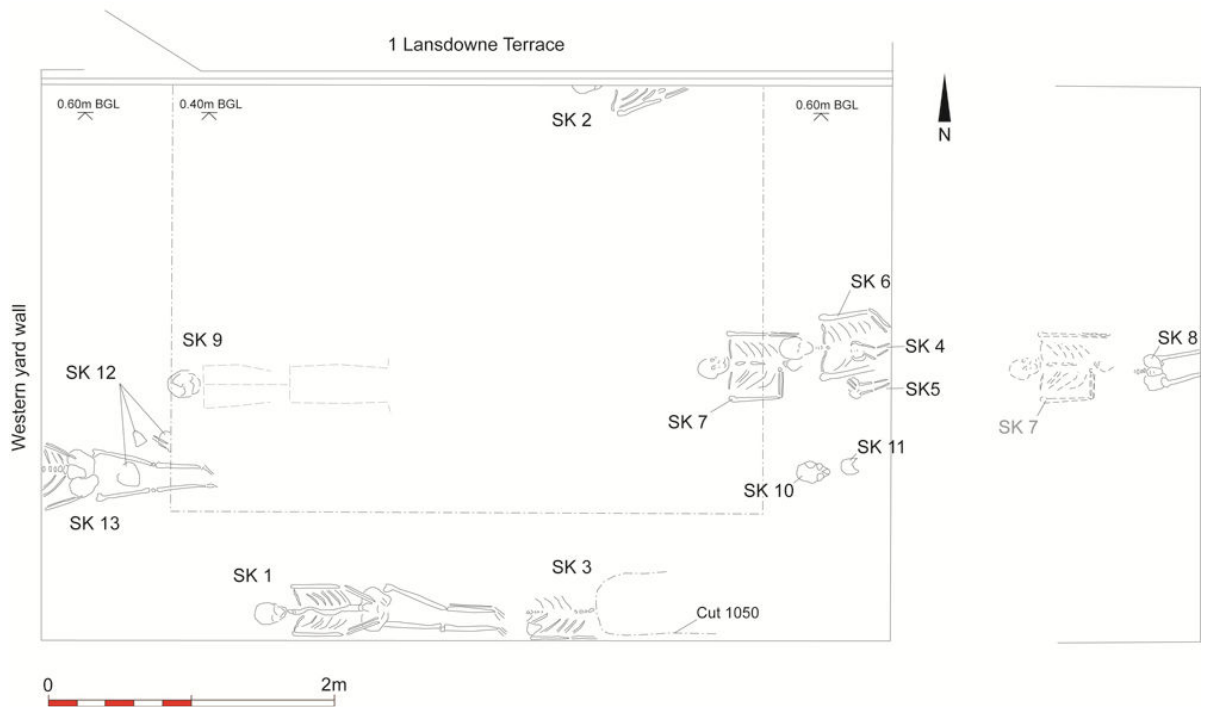 1 Lansdowne Terrace
0.60m BGL
0.40m BGL
SK 2
0.60m BGL
N
SK 6
SK 9
SK 4
SK 8
SK 12
SK5
SK 7
SK 7
Western yard wall
SK 11
SK 10
SK 13
SK 1
SK 3
Cut 1050
0
2m